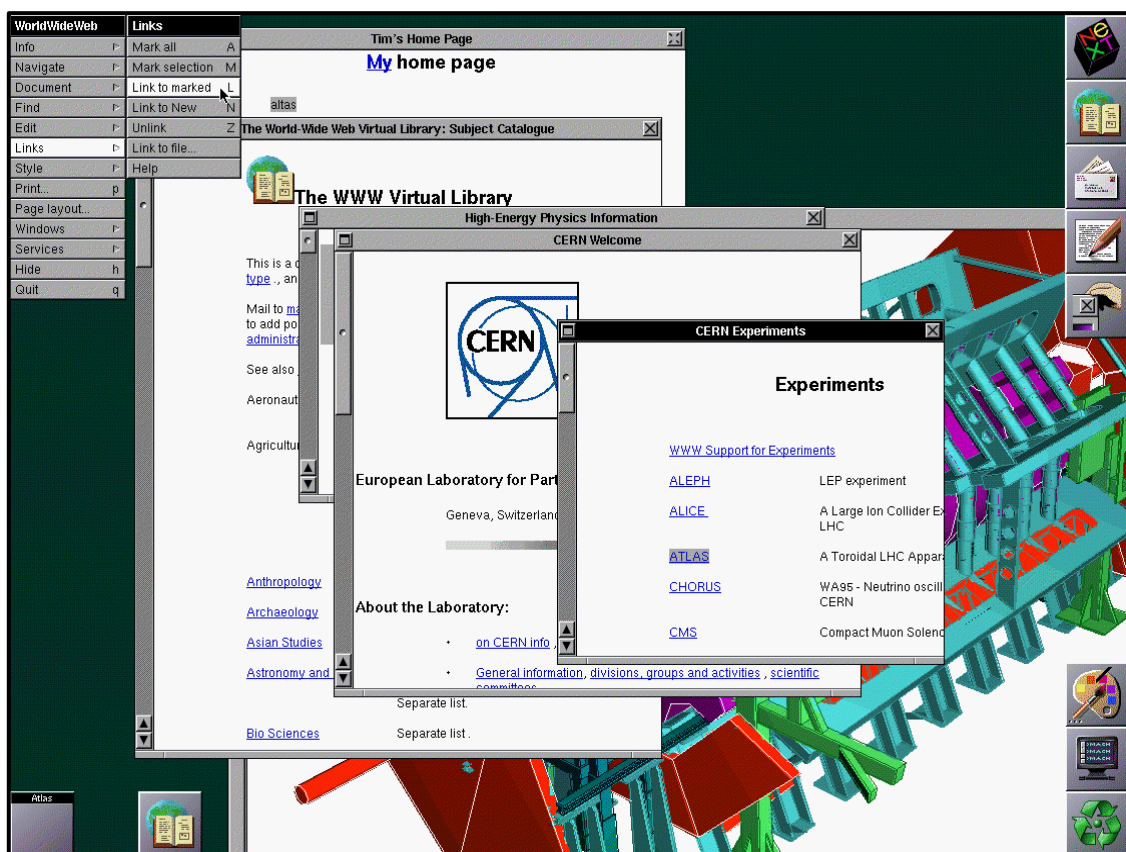 WorldWideWeb
Info
Navigate
Document
Find
Edit
Links
Style
Print... p
Page layout...
Windows
Services
Hide h
Quit q
Links
Mark all A
Mark selection M
Link to marked L
Link to New N
Unlink Z
Link to file...
Help
Tim's Home Page
My home page
altas
The World-Wide Web Virtual Library: Subject Catalogue
The WWW Virtual Library
This is a
type ., an
Mail to
to add po
See also
Anthropology
Archaeology
Asian Studies
Astronomy and
Separate list.
Bio Sciences Separate list .
High-Energy Physics Information
CERN Welcome
CERN
European Laboratory for Part
Geneva, Switzerland
About the Laboratory:
• on CERN info ,
• General information, divisions, groups and activities , scientific
committees
CERN Experiments
Experiments
WWW Support for Experiments
ALEPH LEP experiment
ALICE A Large Ion Collider Ex
LHC
ATLAS A Toroidal LHC Appar
CHORUS WA95 - Neutrino oscill
CERN
CMS Compact Muon Soleno
NeXT
Atlas